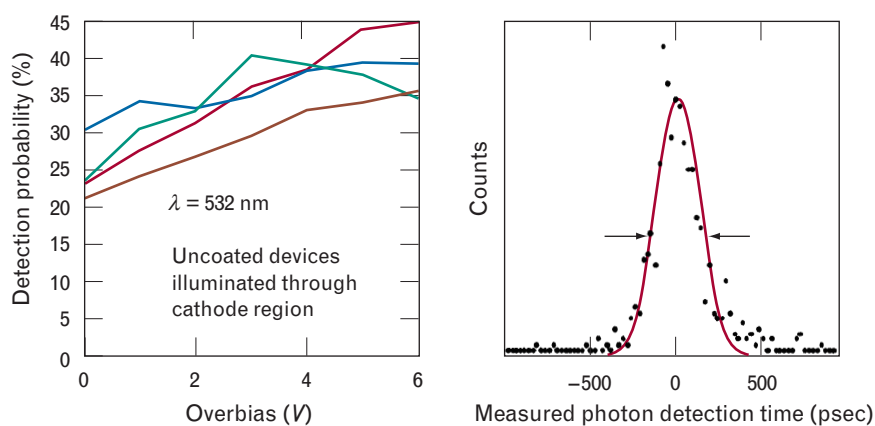 45
40
35
30
25
20
15
10
5
0
Detection probability (%)
λ = 532 nm
Uncoated devices
illuminated through
cathode region
0 2 4 6
Overbias (V)
Counts
−500 0 500
Measured photon detection time (psec)